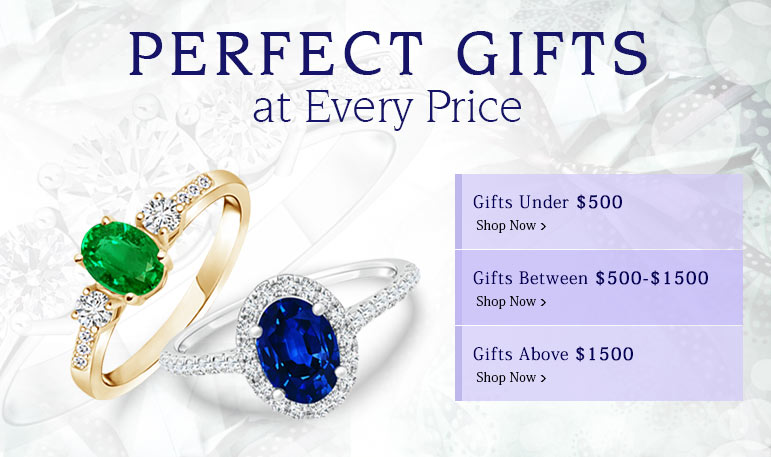 PERFECT GIFTS
at Every Price
Gifts Under $500
Shop Now >
Gifts Between $500-$1500
Shop Now >
Gifts Above $1500
Shop Now >